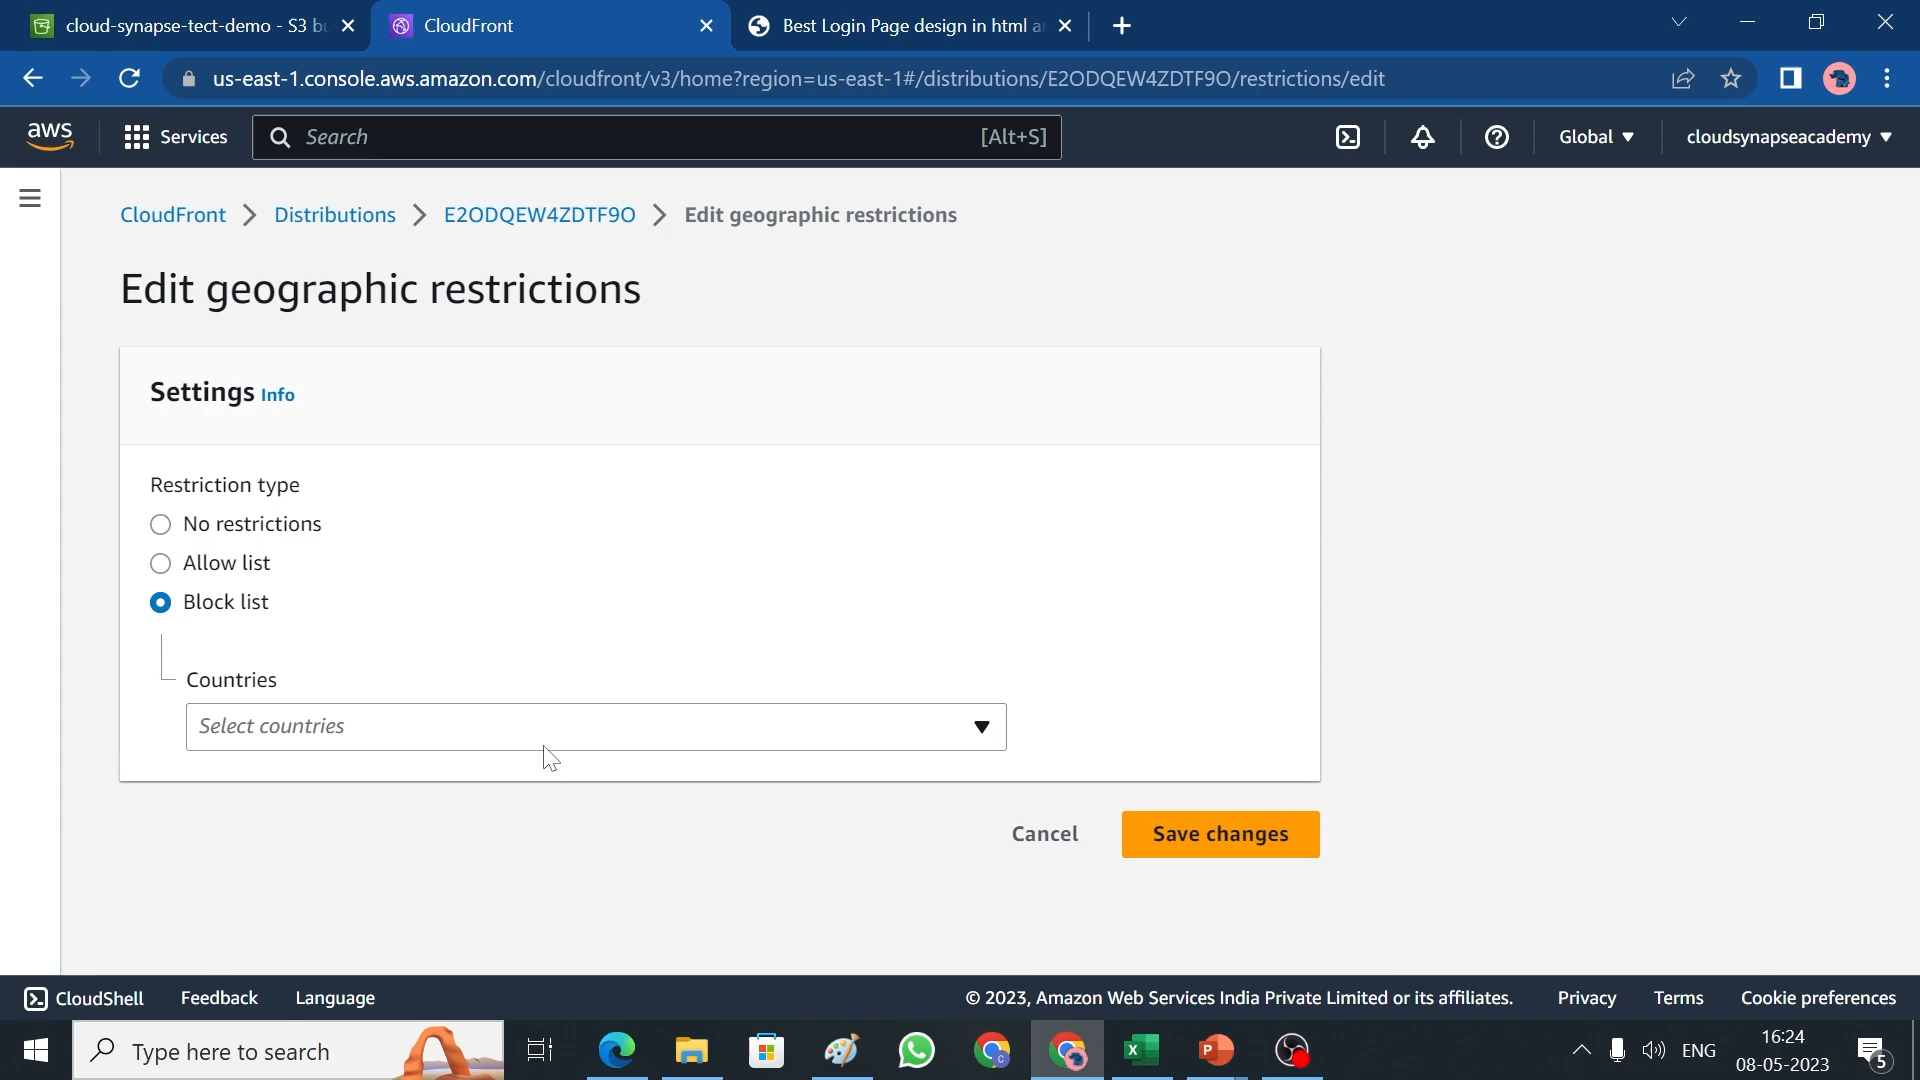 cloud-synapse-tect-demo - S3 bu
CloudFront
Best Login Page design in html a
us-east-1.console.aws.amazon.com/cloudfront/v3/home?region=us-east-1#/distributions/E2ODQEW4ZDTF9O/restrictions/edit
aws
Services
Search
[Alt+S]
Global
cloudsynapseacademy
CloudFront
Distributions
E2ODQEW4ZDTF9O
Edit geographic restrictions
Edit geographic restrictions
Settings Info
Restriction type
No restrictions
Allow list
Block list
Countries
Select countries
Cancel
Save changes
CloudShell
Feedback
Language
© 2023, Amazon Web Services India Private Limited or its affiliates.
Privacy
Terms
Cookie preferences
Type here to search
ENG
16:24
08-05-2023
5